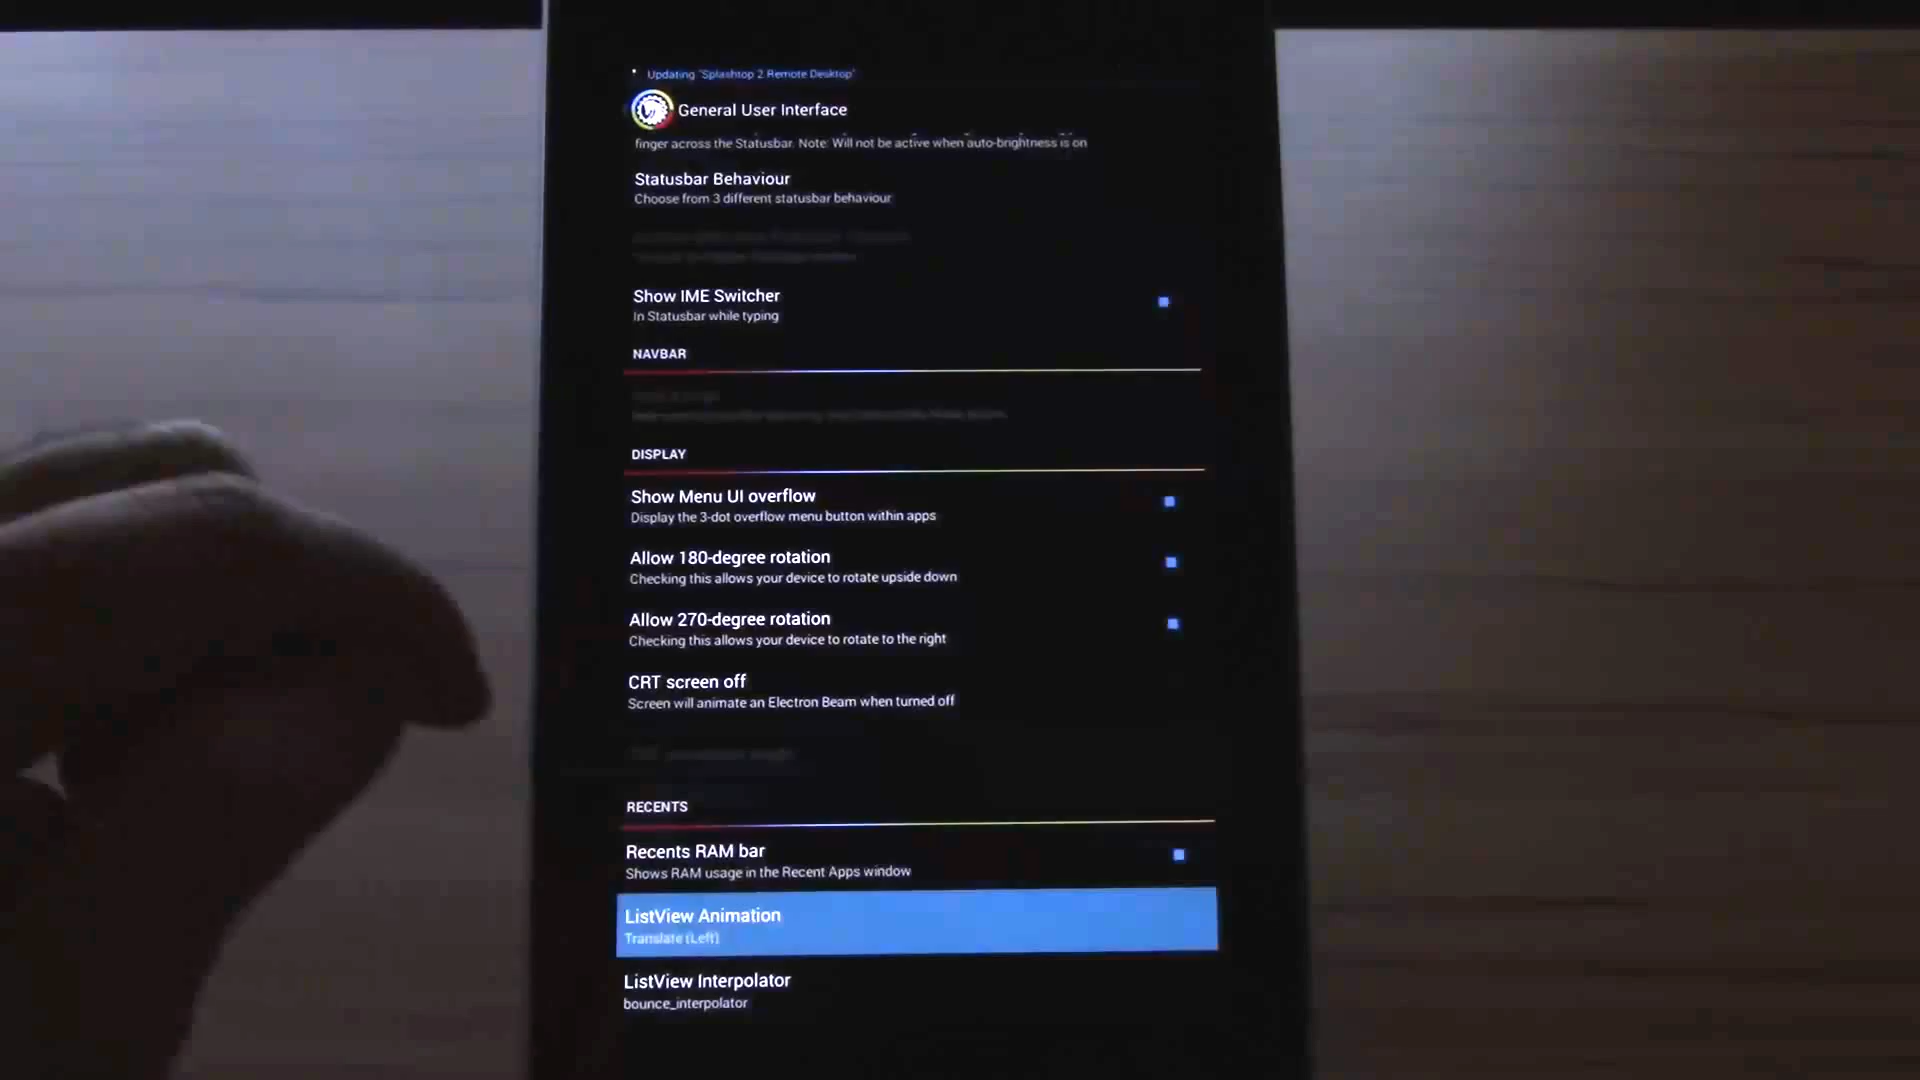 Updating "Splashtop 2 Remote Desktop"
General User Interface
finger across the Statusbar. Note: Will not be active when auto-brightness is on
Statusbar Behaviour
Choose from 3 different statusbar behaviour
Show IME Switcher
In Statusbar while typing
NAVBAR
DISPLAY
Show Menu UI overflow
Display the 3-dot overflow menu button within apps
Allow 180-degree rotation
Checking this allows your device to rotate upside down
Allow 270-degree rotation
Checking this allows your device to rotate to the right
CRT screen off
Screen will animate an Electron Beam when turned off
RECENTS
Recents RAM bar
Shows RAM usage in the Recent Apps window
ListView Animation
Translate (Left)
ListView Interpolator
bounce_interpolator